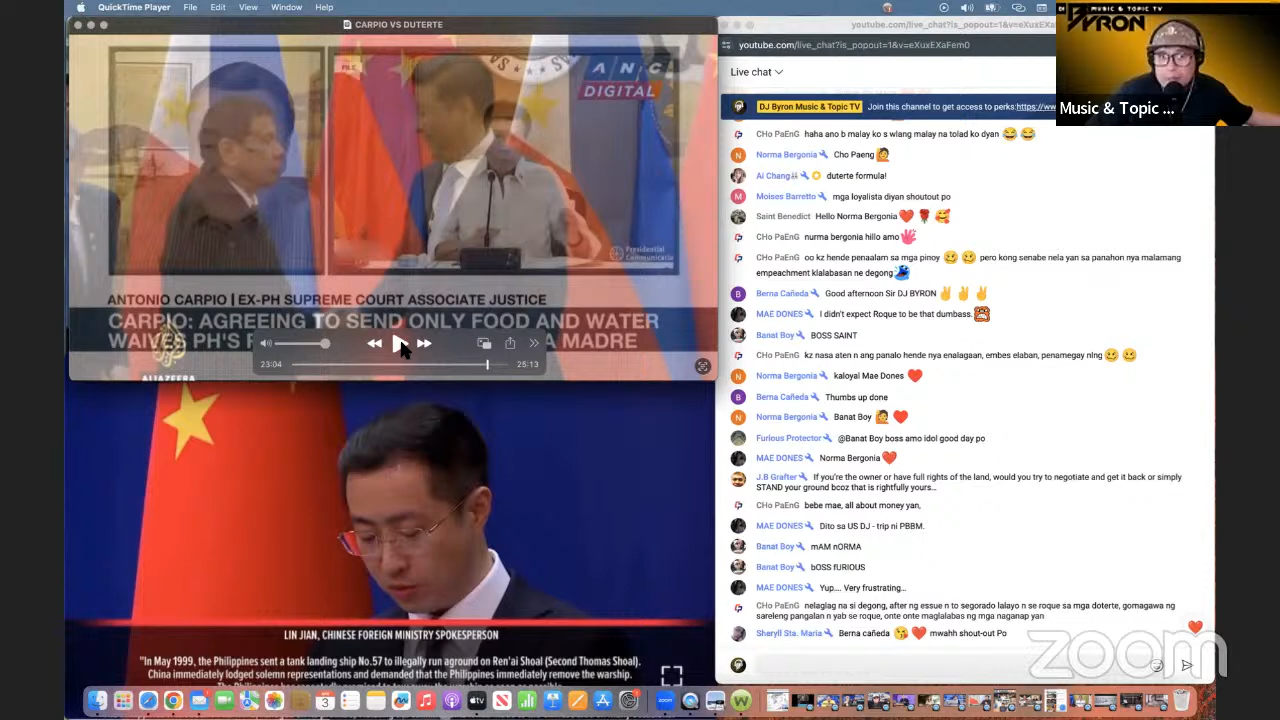 QuickTime Player File Edit View Window Help
CARPIO VS DUTERTE
ANC
DIGITAL
Presidential
ANTONIO CARPIO | EX-PH SUPREME COURT ASSOCIATE JUSTICE
CARPIO: AGREEING TO SEND ONLY FOOD AND WATER
WAIVES PH'S
A MADRE
23:04
25:13
ALJAZEERA
LIN JIAN, CHINESE FOREIGN MINISTRY SPOKESPERSON
"In May 1999, the Philippines sent a tank landing ship No.57 to illegally run aground on Ren'ai Shoal (Second Thomas Shoal).
China immediately lodged solemn representations and demanded that the Philippines immediately remove the warship.
youtube.com/live_chat?is_popout=1&v=eXuxEXaFem0
Live chat
DJ Byron Music & Topic TV Join this channel to get access to perks:https://ww
CHo PaEnG haha ano b malay ko s wlang malay na tolad ko dyan 😂 😂
Norma Bergonia Cho Paeng 🙋
Ai Chang duterte formula!
Moises Barretto mga loyalista diyan shoutout po
Saint Benedict Hello Norma Bergonia ❤️ 🌹 🥰
CHo PaEnG nurma bergonia hillo amo
CHo PaEnG oo kz hende penaalam sa mga pinoy 🥴 🥴 pero kong senabe nela yan sa panahon nya malamang
empeachment klalabasan ne degong
Berna Cañeda Good afternoon Sir DJ BYRON ✌️ ✌️ ✌️
MAE DONES I didn't expect Roque to be that dumbass.
Banat Boy BOSS SAINT
CHo PaEnG kz nasa aten n ang panalo hende nya enalagaan, embes elaban, penamegay ning 🥴 🥴
Norma Bergonia kaloyal Mae Dones ❤️
Berna Cañeda Thumbs up done
Norma Bergonia Banat Boy 🙋 ❤️
Furious Protector @Banat Boy boss amo idol good day po
MAE DONES Norma Bergonia ❤️
J.B Grafter If you're the owner or have full rights of the land, would you try to negotiate and get it back or simply
STAND your ground bcoz that is rightfully yours...
CHo PaEnG bebe mae, all about money yan,
MAE DONES Dito sa US DJ - trip ni PBBM.
Banat Boy mAM nORMA
Banat Boy bOSS fURIOUS
MAE DONES Yup.... Very frustrating...
CHo PaEnG nelaglag na si degong, after ng essue n to segorado lalayo n se roque sa mga doterte, gomagawng ng
sareleng pangalan n yab se roque, onte onte maglalabas ng mga naganap yan
Sheryll Sta. Maria Berna cañeda 😘 ❤️ mwahh shout-out Po
MUSIC & TOPIC TV
BYRON
Music & Topic ...
zoom